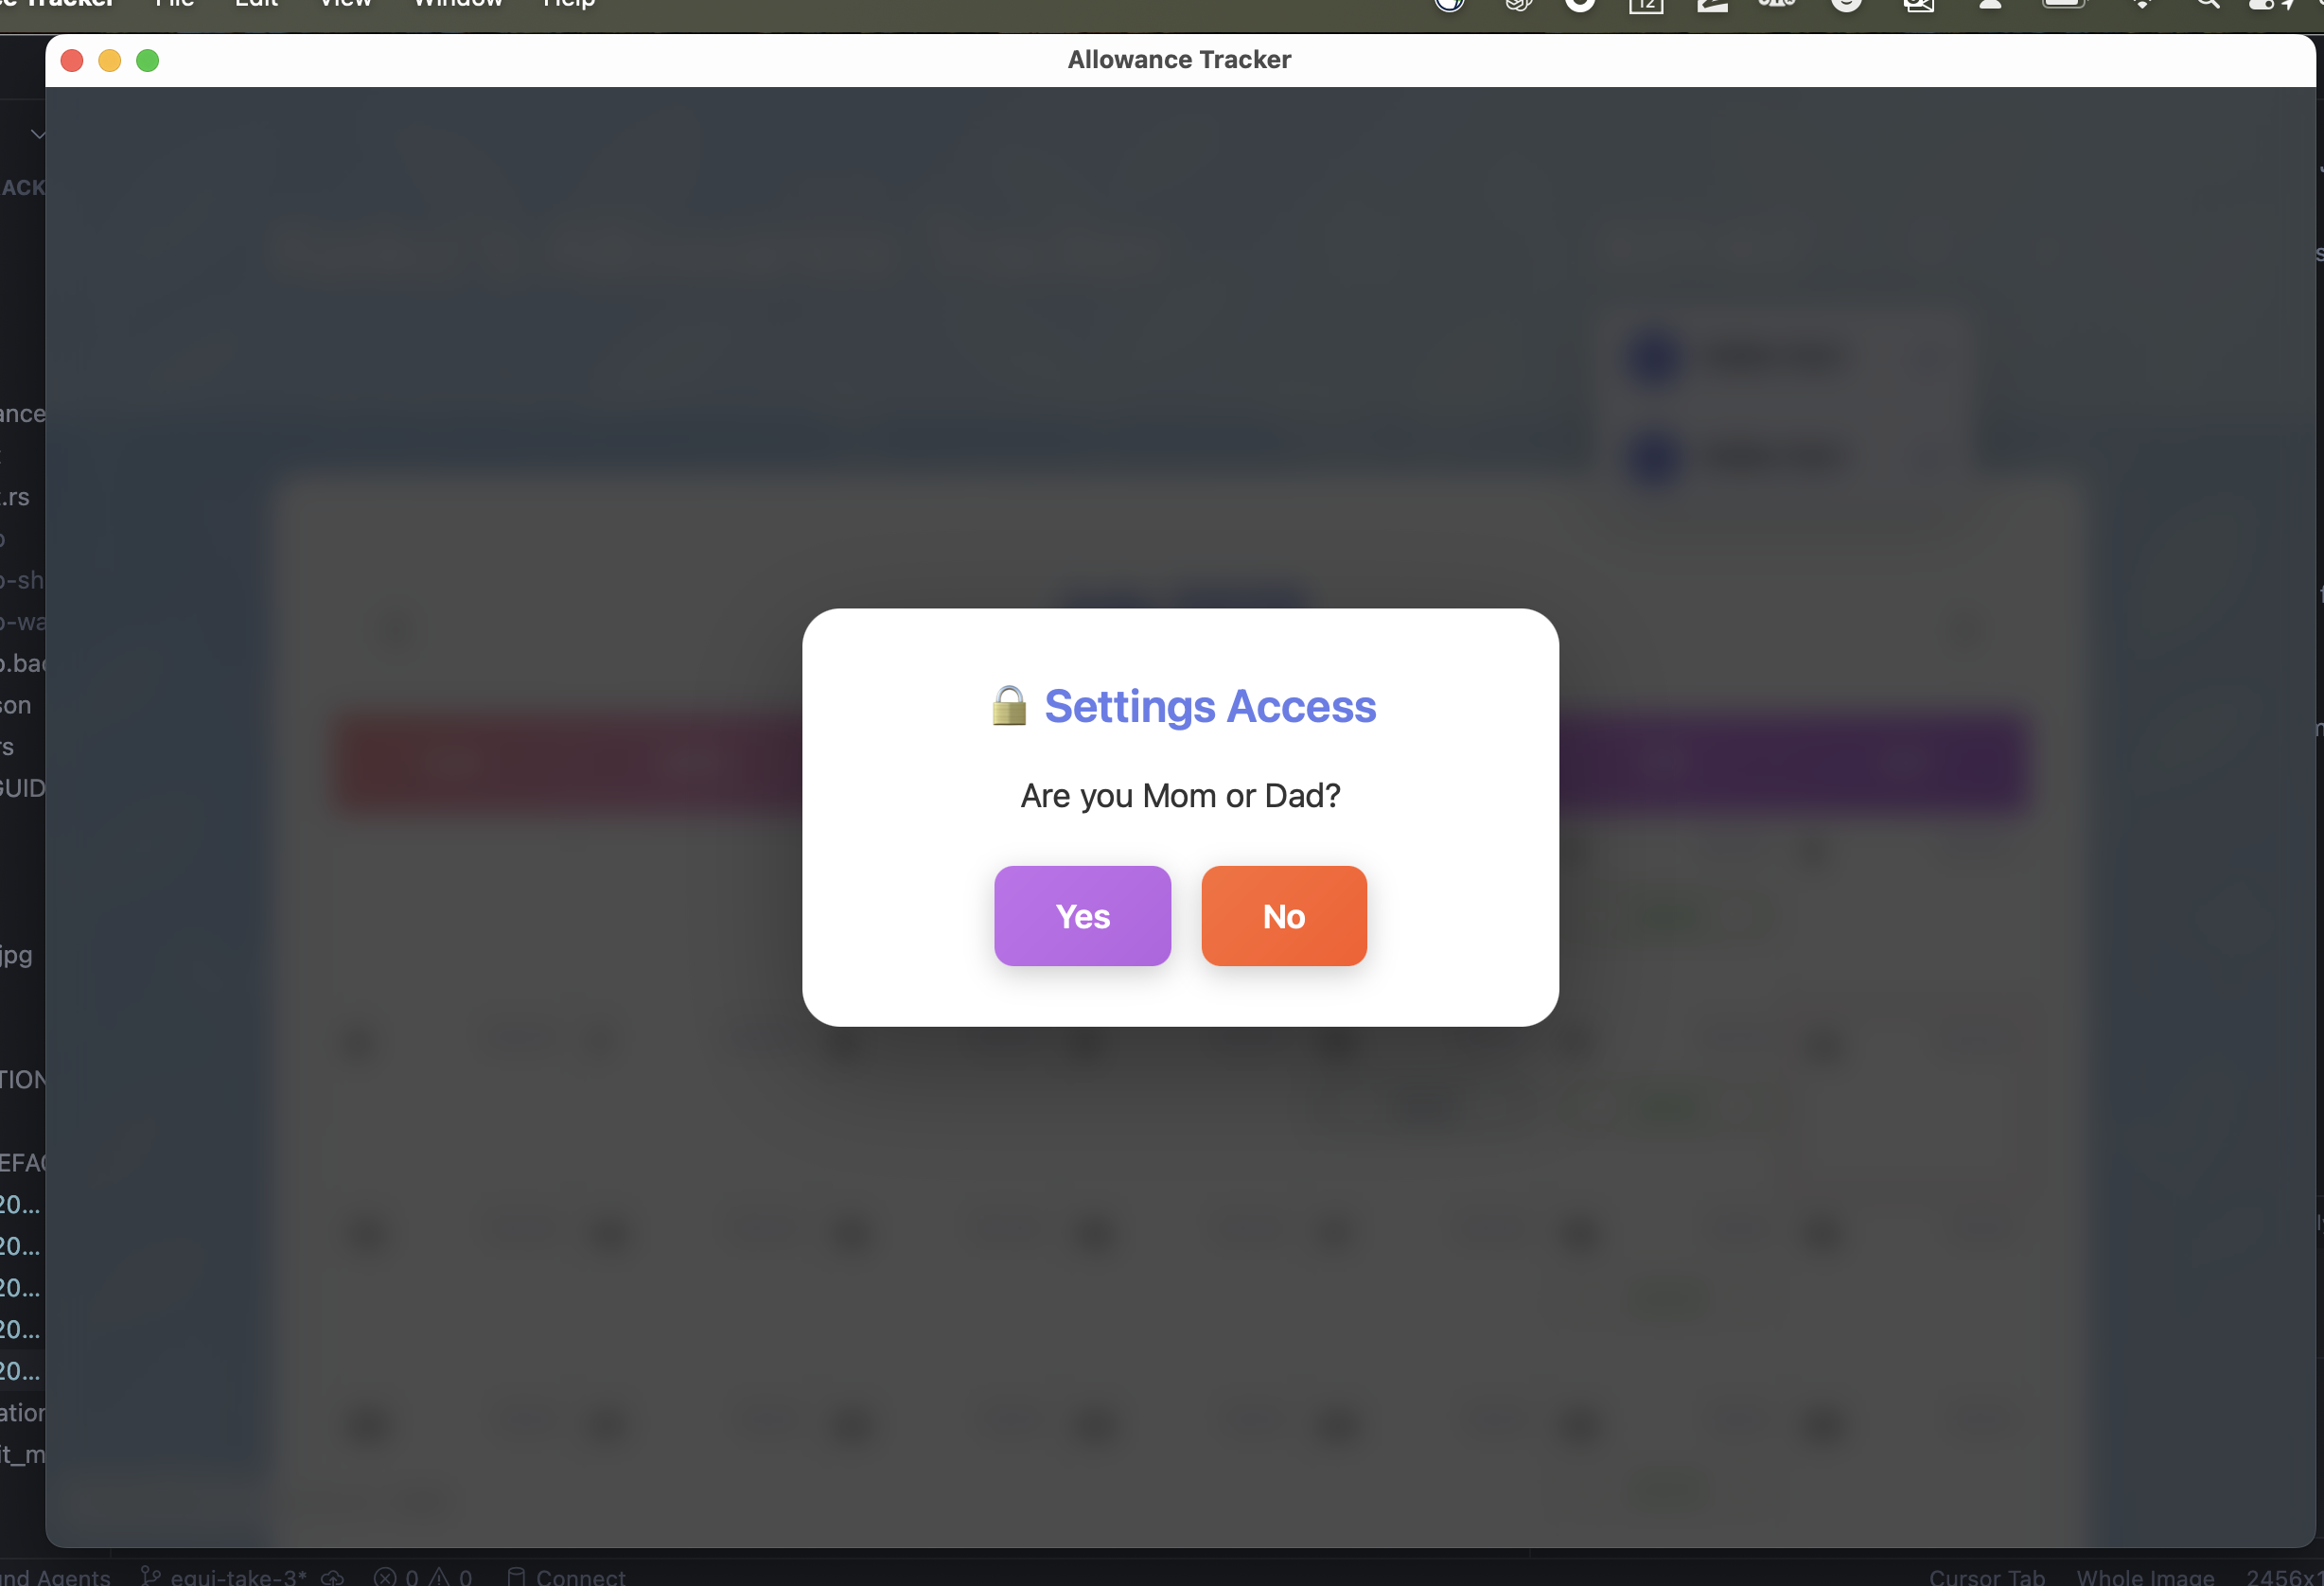 Tracker File Edit View Window Help
12
Allowance Tracker
ACK
ance
.rs
-sh
-wa
.bac
son
rs
GUID
jpg
TION
EFAC
20...
20...
20...
20...
20...
ation
it_m
Settings Access
Are you Mom or Dad?
Yes
No
nd Agents egui-take-3* 0 0 Connect
Cursor Tab Whole Image 2456x